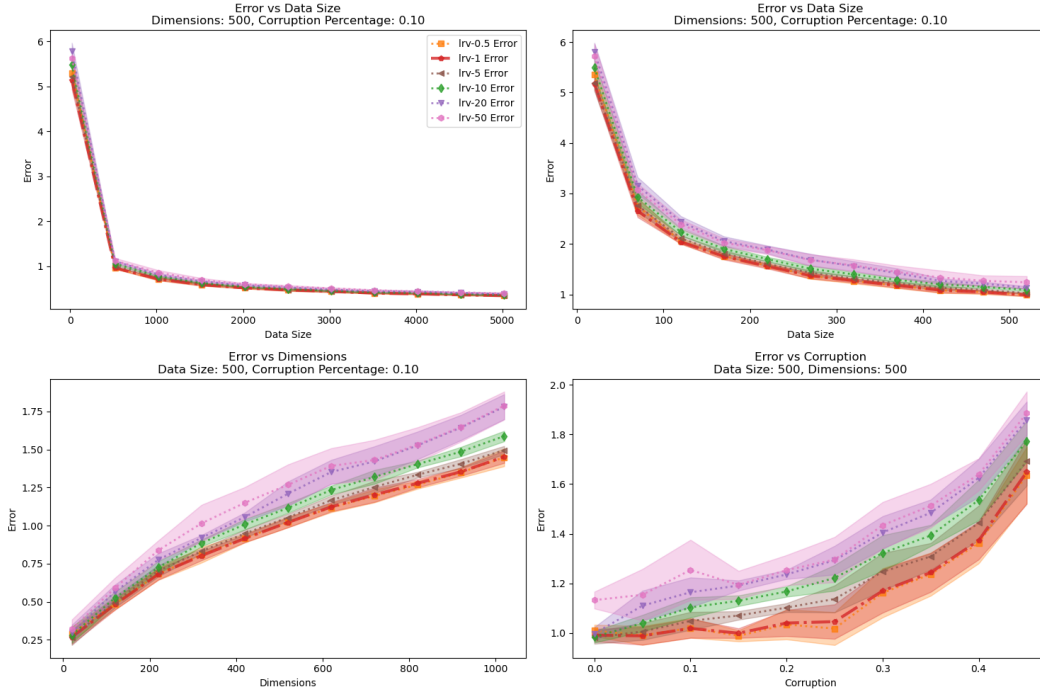 Error vs Data Size
Dimensions: 500, Corruption Percentage: 0.10
6
5
4
3
2
1
Error
0
1000
2000
3000
4000
5000
Data Size
lrv-0.5 Error
lrv-1 Error
lrv-5 Error
lrv-10 Error
lrv-20 Error
lrv-50 Error
Error vs Data Size
Dimensions: 500, Corruption Percentage: 0.10
6
5
4
3
2
1
Error
0
100
200
300
400
500
Data Size
Error vs Dimensions
Data Size: 500, Corruption Percentage: 0.10
1.75
1.50
1.25
1.00
0.75
0.50
0.25
Error
0
200
400
600
800
1000
Dimensions
Error vs Corruption
Data Size: 500, Dimensions: 500
2.0
1.8
1.6
1.4
1.2
1.0
Error
0.0
0.1
0.2
0.3
0.4
Corruption